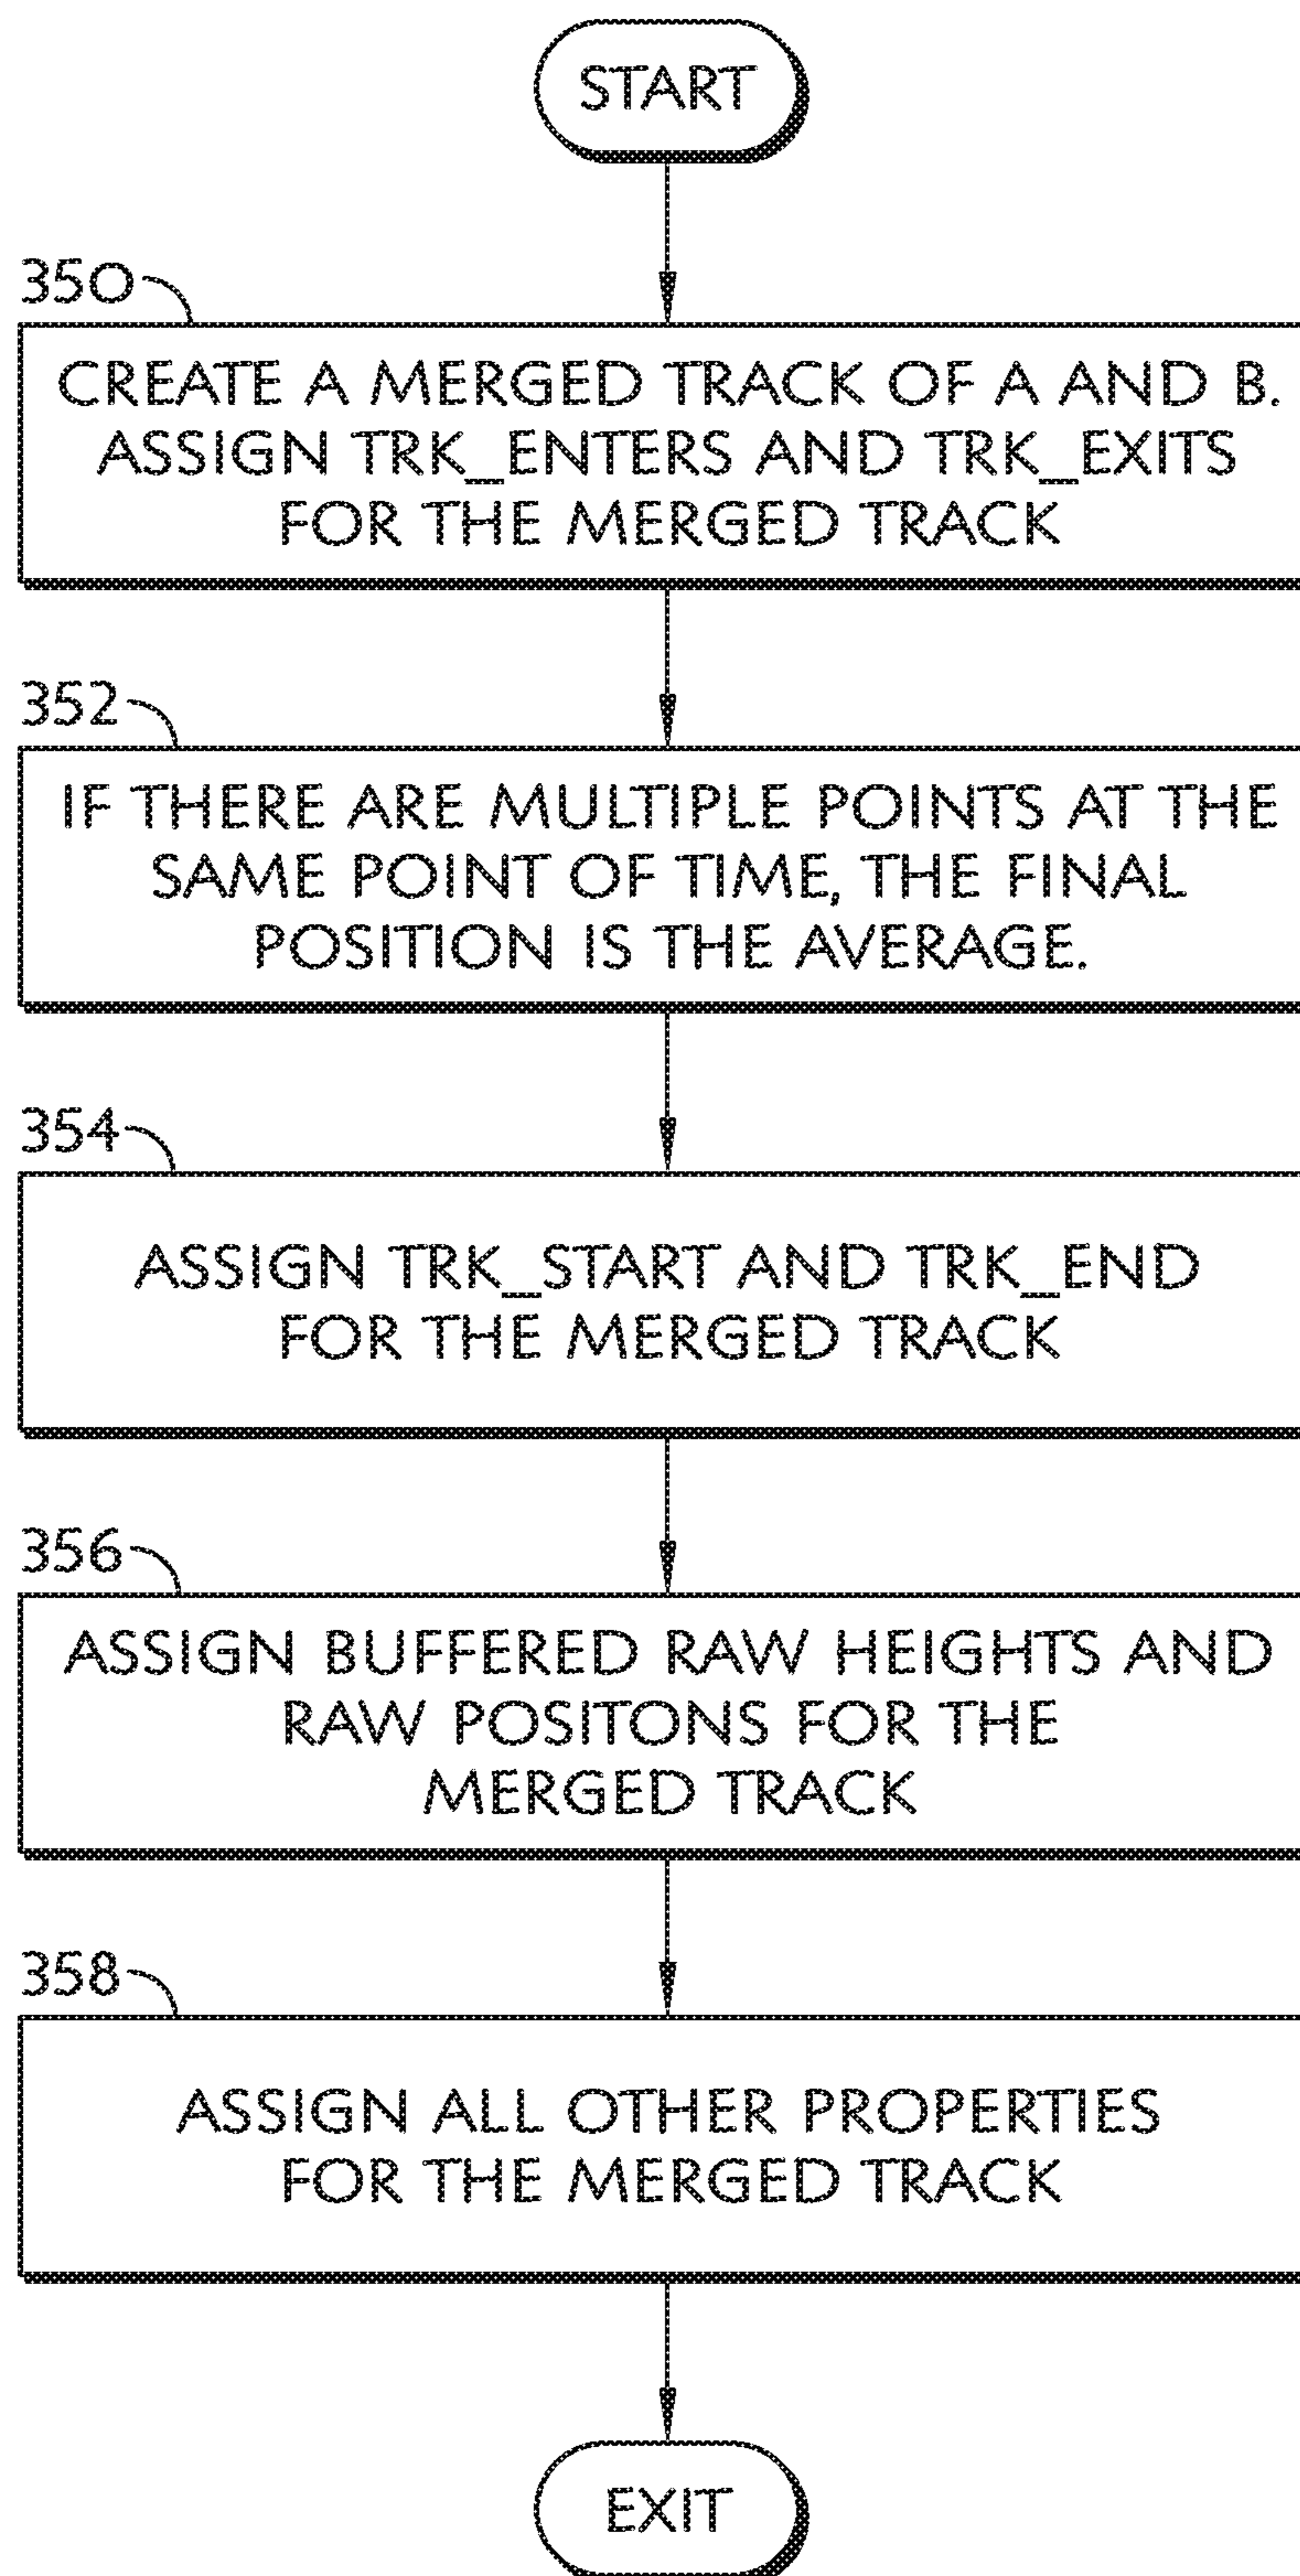 START
350
CREATE A MERGED TRACK OF A AND B.
ASSIGN TRK_ENTERS AND TRK_EXITS
FOR THE MERGED TRACK
352
IF THERE ARE MULTIPLE POINTS AT THE
SAME POINT OF TIME, THE FINAL
POSITION IS THE AVERAGE.
354
ASSIGN TRK_START AND TRK_END
FOR THE MERGED TRACK
356
ASSIGN BUFFERED RAW HEIGHTS AND
RAW POSITONS FOR THE
MERGED TRACK
358
ASSIGN ALL OTHER PROPERTIES
FOR THE MERGED TRACK
EXIT